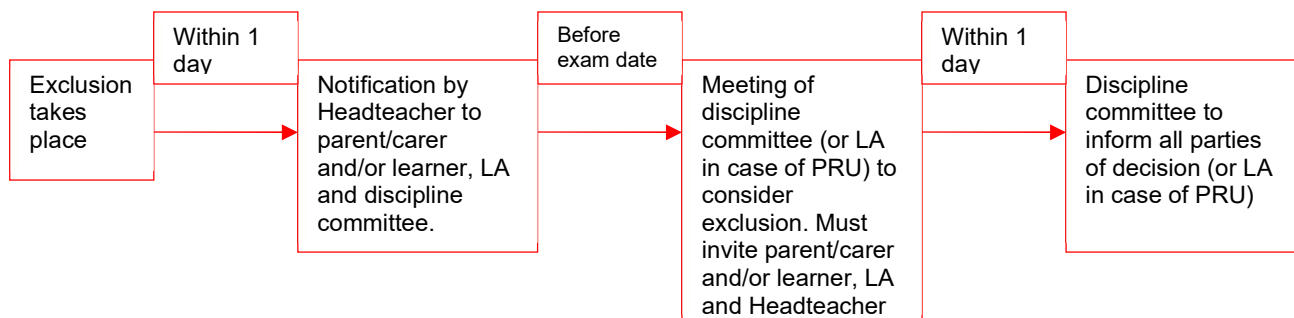 Exclusion
takes
place
Within 1
day
Notification by
Headteacher to
parent/carer
and/or learner, LA
and discipline
committee.
Before
exam date
Meeting of
discipline
committee (or LA
in case of PRU) to
consider
exclusion. Must
invite parent/carer
and/or learner, LA
and Headteacher
Within 1
day
Discipline
committee to
inform all parties
of decision (or LA
in case of PRU)